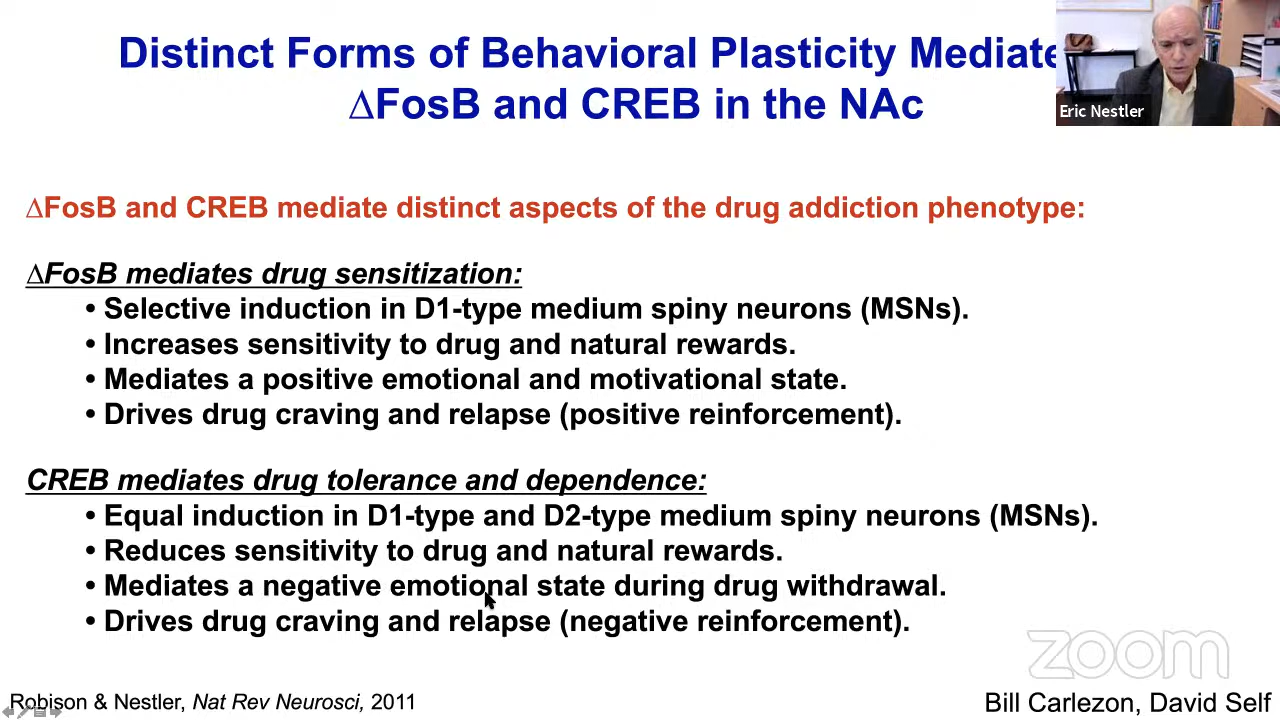 Distinct Forms of Behavioral Plasticity Mediate
∆FosB and CREB in the NAc
Eric Nestler
∆FosB and CREB mediate distinct aspects of the drug addiction phenotype:
∆FosB mediates drug sensitization:
• Selective induction in D1-type medium spiny neurons (MSNs).
• Increases sensitivity to drug and natural rewards.
• Mediates a positive emotional and motivational state.
• Drives drug craving and relapse (positive reinforcement).
CREB mediates drug tolerance and dependence:
• Equal induction in D1-type and D2-type medium spiny neurons (MSNs).
• Reduces sensitivity to drug and natural rewards.
• Mediates a negative emotional state during drug withdrawal.
• Drives drug craving and relapse (negative reinforcement).
zoom
Robison & Nestler, Nat Rev Neurosci, 2011
Bill Carlezon, David Self